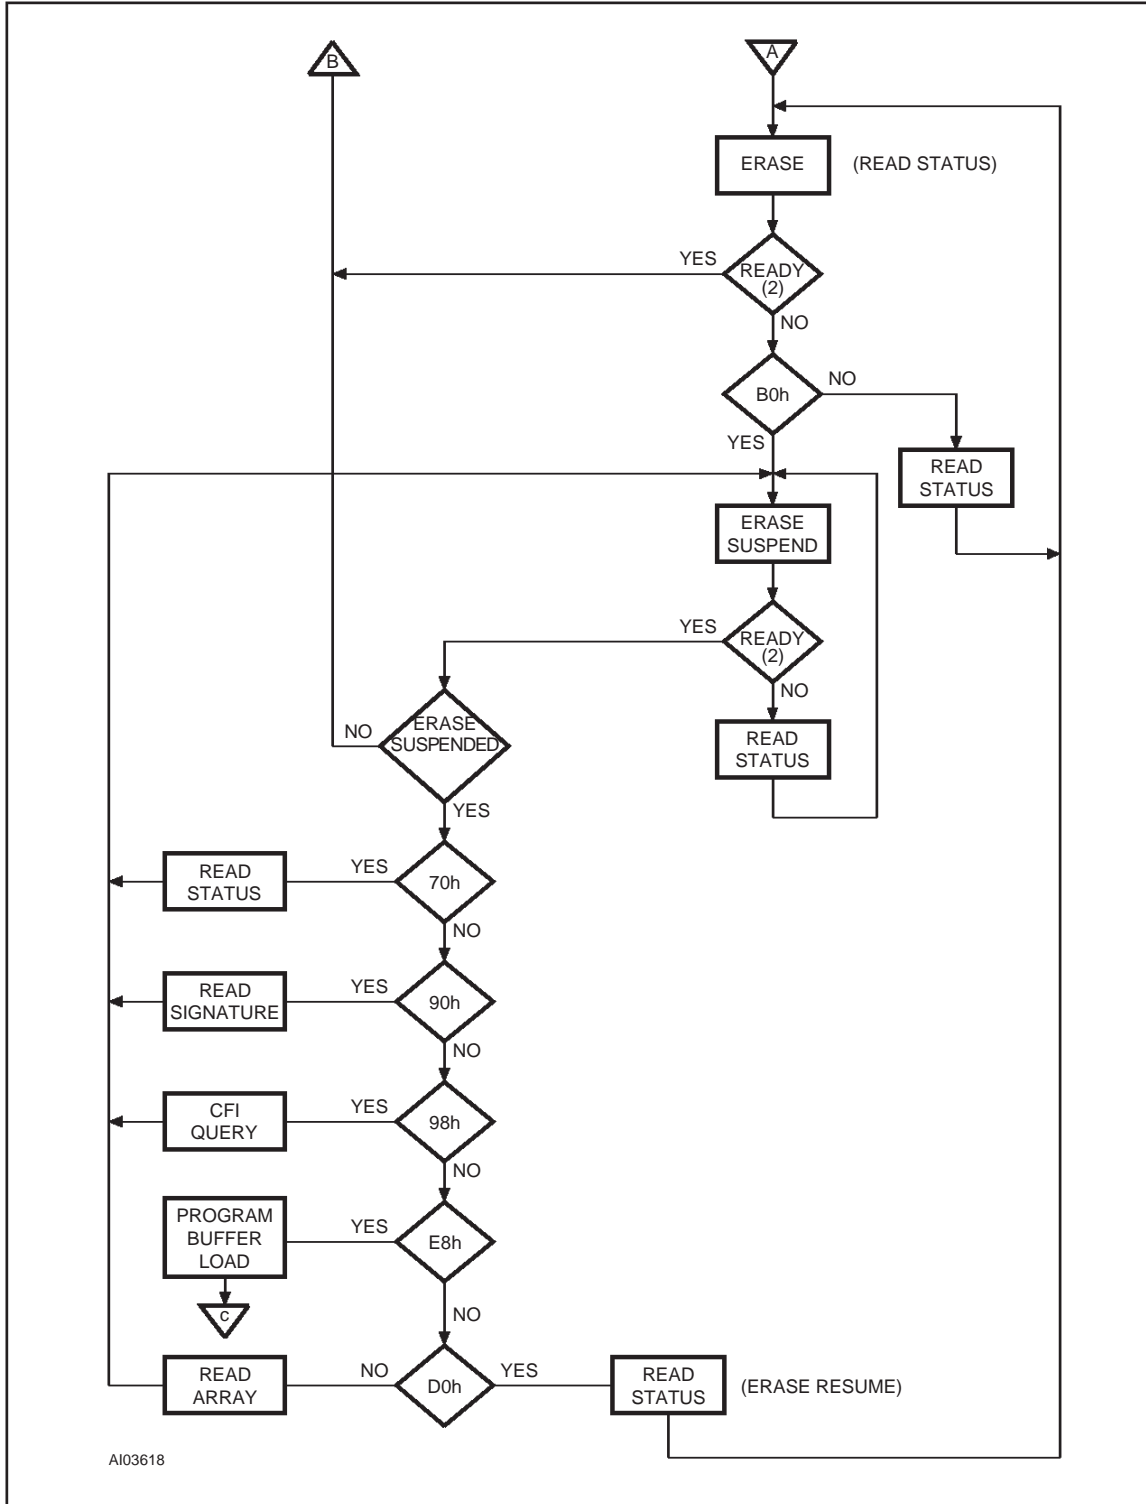 B
A
ERASE
(READ STATUS)
YES
READY
(2)
NO
B0h
NO
YES
READ
STATUS
ERASE
SUSPEND
YES
READY
(2)
NO
NO
ERASE
SUSPENDED
READ
STATUS
YES
READ
STATUS
YES
70h
NO
READ
SIGNATURE
YES
90h
NO
CFI
QUERY
YES
98h
NO
PROGRAM
BUFFER
LOAD
YES
E8h
c
NO
READ
ARRAY
NO
D0h
YES
READ
STATUS
(ERASE RESUME)
AI03618